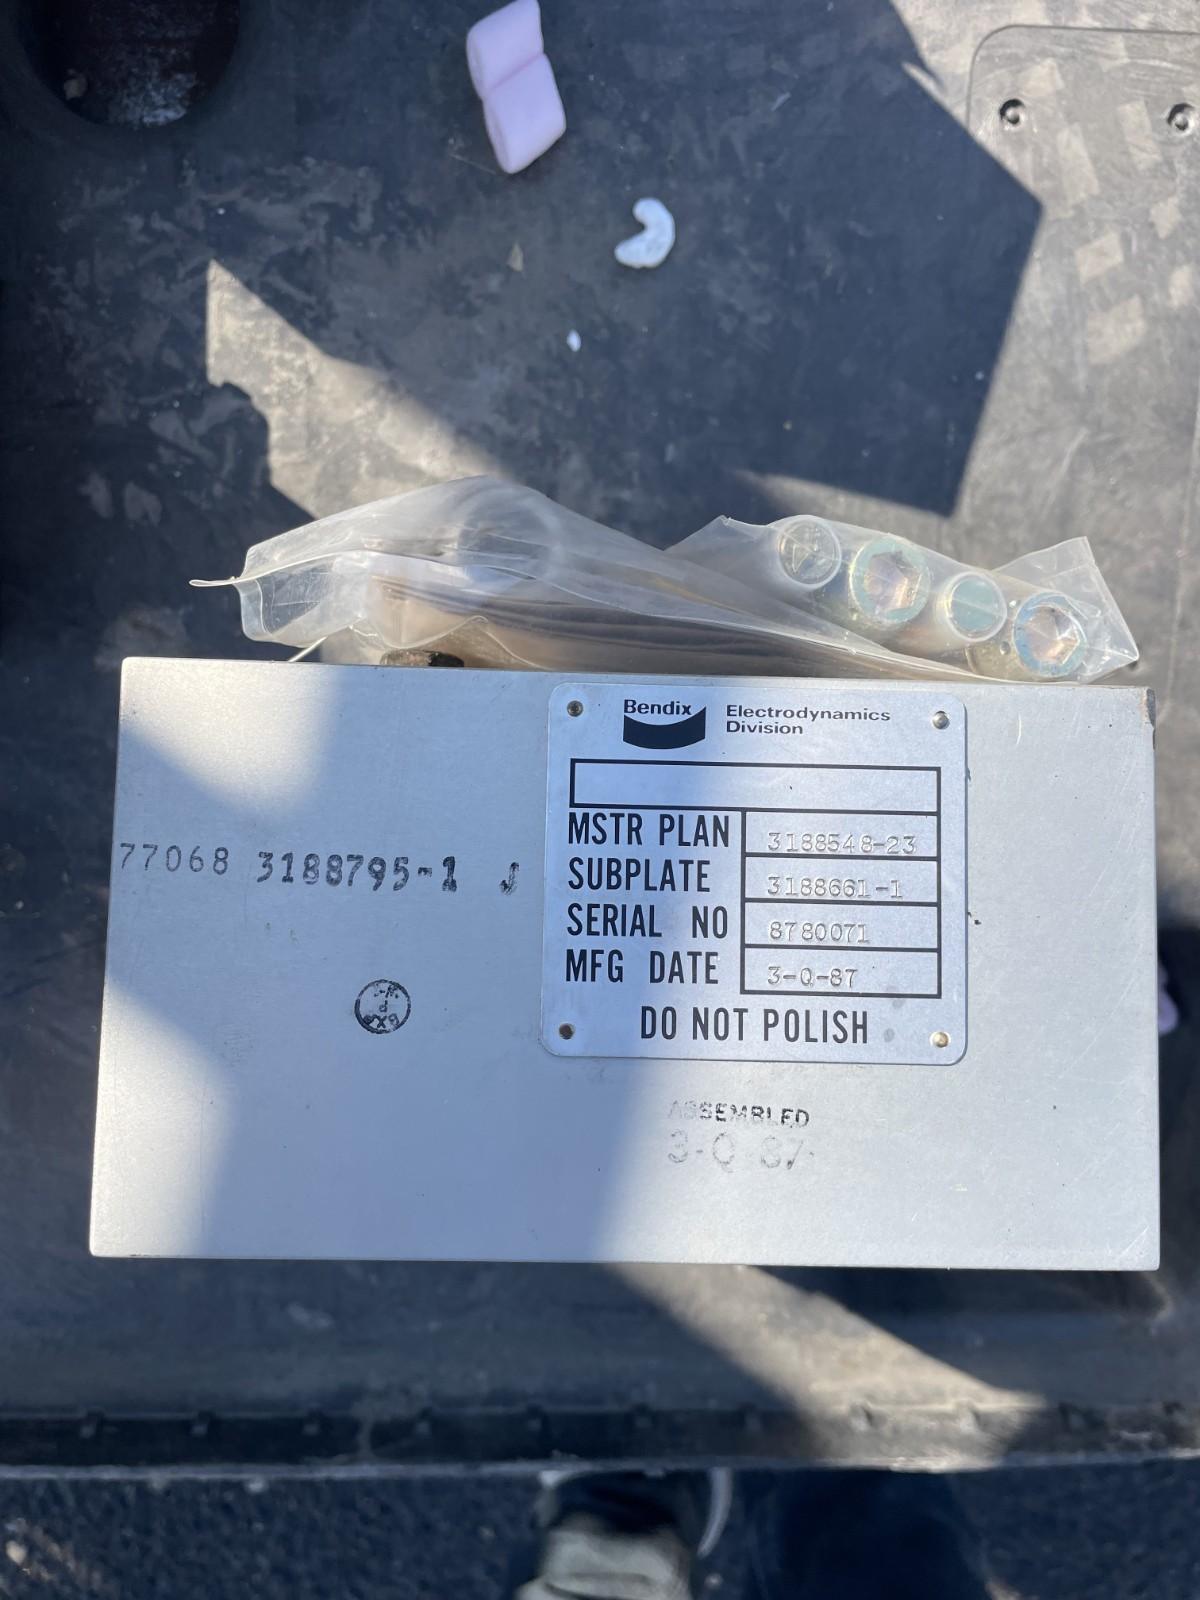 Bendix
Electrodynamics
Division
MSTR PLAN 3188548-23
SUBPLATE 3188661-1
SERIAL NO 8780071
MFG DATE 3-Q-87
DO NOT POLISH
77068 3188795-1 J
ASSEMBLED
3-Q-87